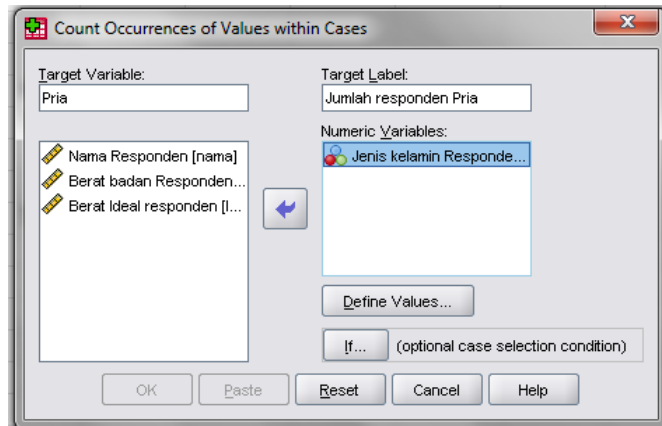 Count Occurrences of Values within Cases
Target Variable:
Pria
Target Label:
Jumlah responden Pria
Numeric Variables:
Nama Responden [nama]
Berat badan Responden...
Berat Ideal responden [I...
Jenis kelamin Responde...
Define Values...
If... (optional case selection condition)
OK Paste Reset Cancel Help